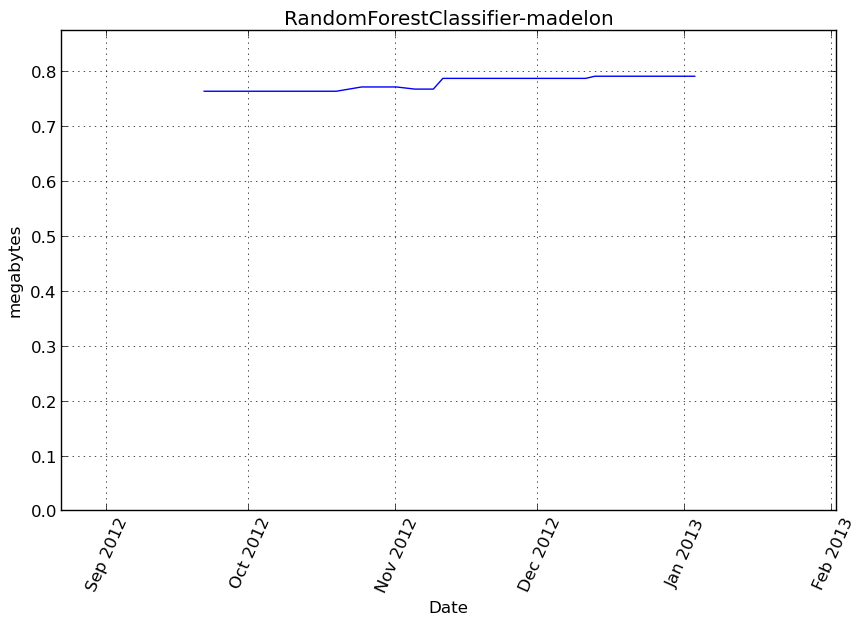 RandomForestClassifier-madelon
0.8
0.7
0.6
0.5
0.4
0.3
0.2
0.1
0.0
megabytes
Sep 2012
Oct 2012
Nov 2012
Dec 2012
Jan 2013
Feb 2013
Date